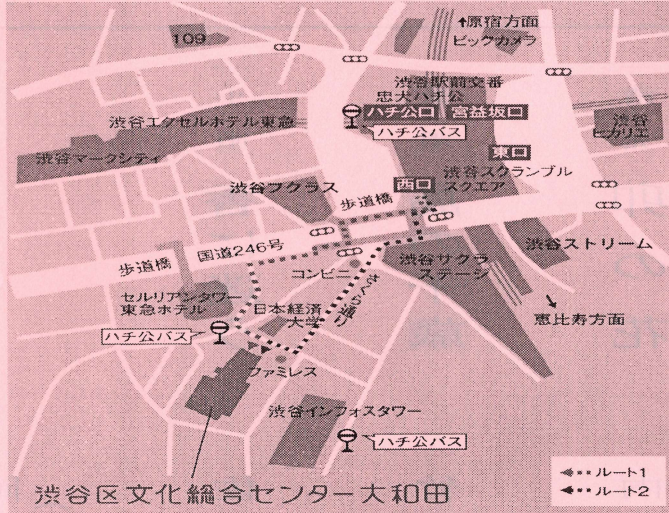 ↑原宿方面
109
ビックカメラ
渋谷駅前交番
忠犬ハチ公
ハチ公口
宮益坂口
渋谷エクセルホテル東急
ハチ公バス
渋谷
ヒカリエ
渋谷マークシティ
東口
渋谷スクランブル
スクエア
渋谷フクラス
西口
歩道橋
国道246号
歩道橋
渋谷ストリーム
渋谷サクラ
ステージ
コンビニ
さくら通り
セルリアンタワー
東急ホテル
日本経済
大学
恵比寿方面
ハチ公バス
ファミレス
渋谷インフォスタワー
ハチ公バス
ルート1
ルート2
渋谷区文化総合センター大和田